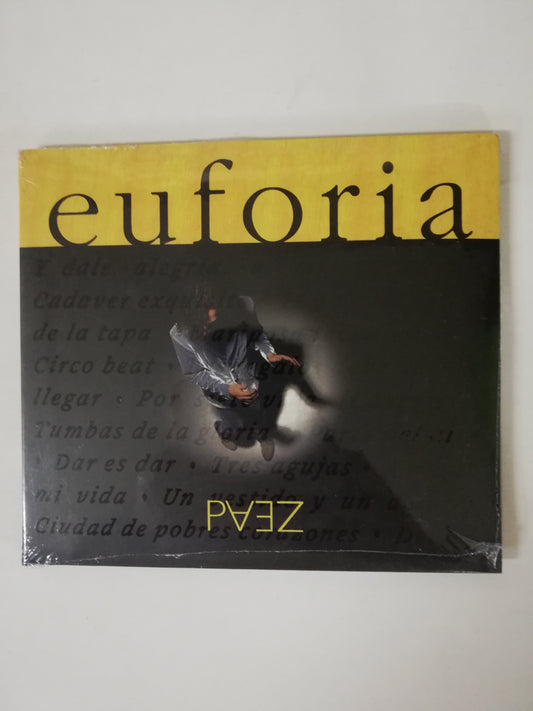 euforia
Y dale alegría
Cadaver exquisito
de la tapa
Circo beat •
llegar • Por
Tumbas de la gloria
• Dar es dar • Tres agujas •
mi vida • Un vestido y un
Ciudad de pobres corazones •
PAEZ